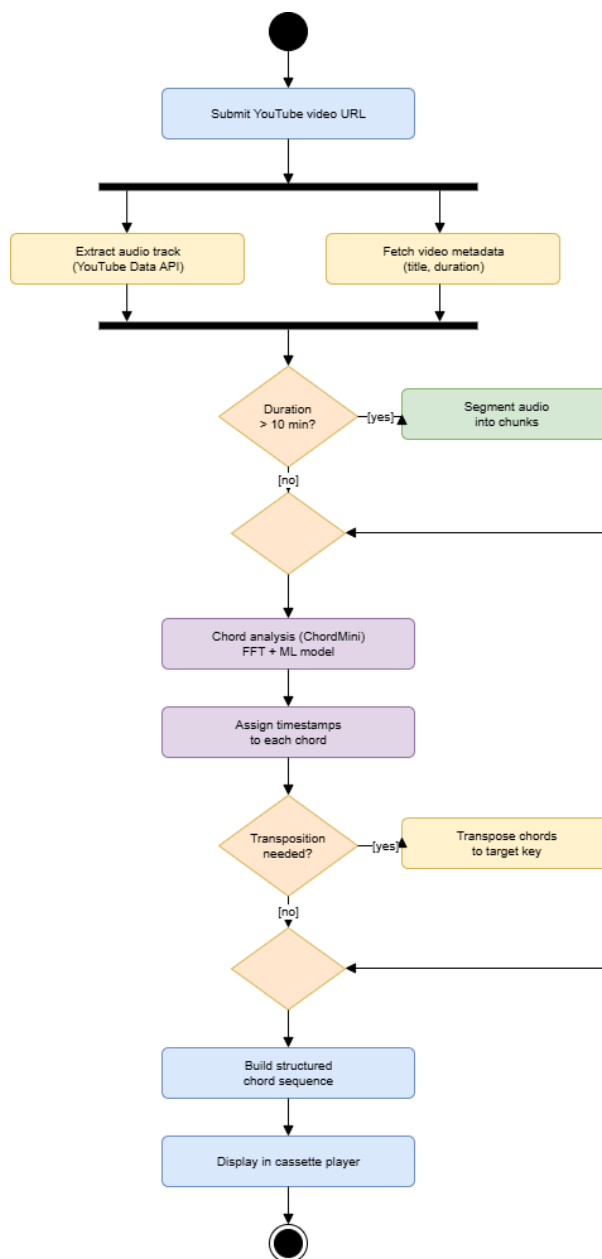 Submit YouTube video URL
Extract audio track
(YouTube Data API)
Fetch video metadata
(title, duration)
Duration
> 10 min?
[yes]
Segment audio
into chunks
[no]
Chord analysis (ChordMini)
FFT + ML model
Assign timestamps
to each chord
Transposition
needed?
[yes]
Transpose chords
to target key
[no]
Build structured
chord sequence
Display in cassette player